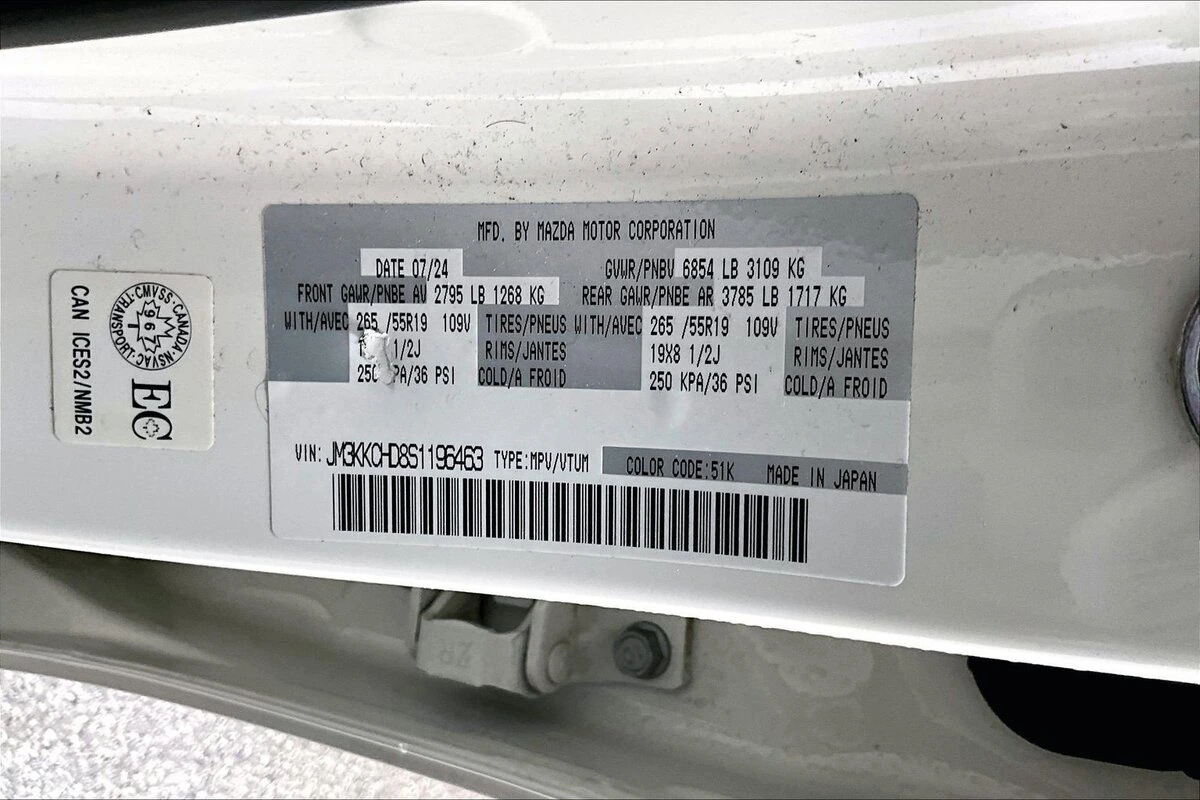 MFD. BY MAZDA MOTOR CORPORATION
DATE 07/24 GVWR/PNBV 6854 LB 3109 KG
FRONT GAWR/PNBE AV 2795 LB 1268 KG REAR GAWR/PNBE AR 3785 LB 1717 KG
WITH/AVEC 265 /55R19 109V TIRES/PNEUS WITH/AVEC 265 /55R19 109V TIRES/PNEUS
1/2J RIMS/JANTES 19X8 1/2J RIMS/JANTES
250 KPA/36 PSI COLD/A FROID 250 KPA/36 PSI COLD/A FROID
VIN: JM3KKCHD8S1196463 TYPE:MPV/VTUM COLOR CODE:51K MADE IN JAPAN
CAN ICES2/NMB2
CMVSS·CANADA·NSVAC·TRANSPORT·
967 T
EC